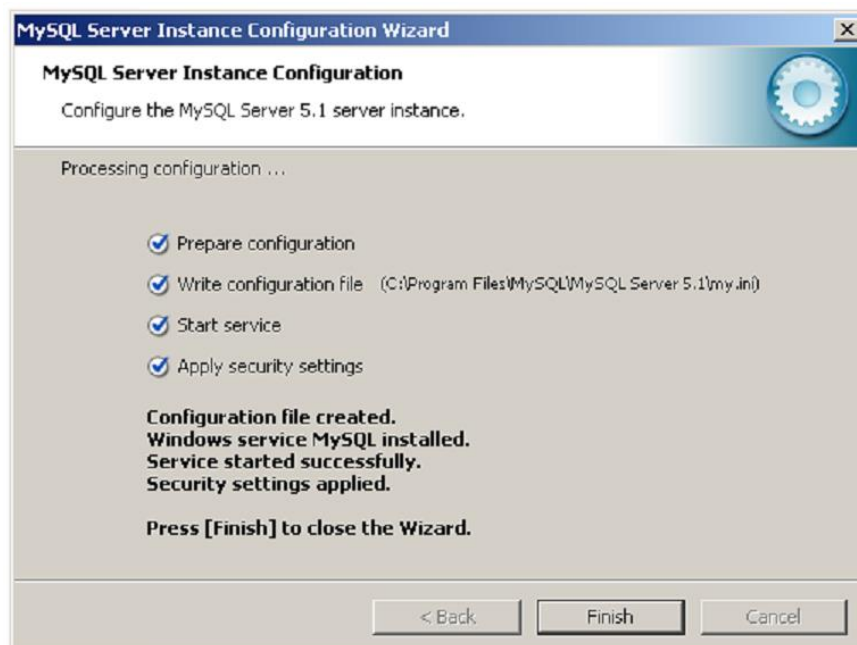 MySQL Server Instance Configuration Wizard
MySQL Server Instance Configuration
Configure the MySQL Server 5.1 server instance.
Processing configuration ...
Prepare configuration
Write configuration file (C:\Program Files\MySQL\MySQL Server 5.1\my.ini)
Start service
Apply security settings
Configuration file created.
Windows service MySQL installed.
Service started successfully.
Security settings applied.
Press [Finish] to close the Wizard.
< Back Finish Cancel